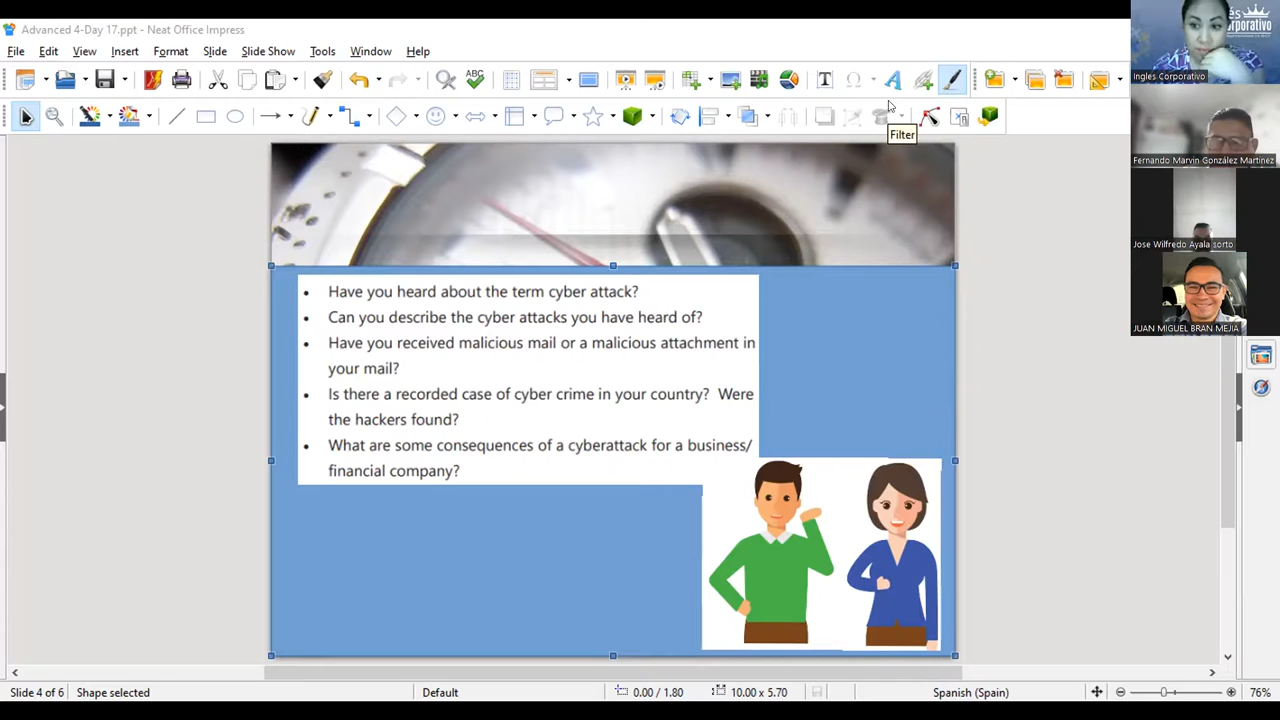 Advanced 4-Day 17.ppt - Neat Office Impress
File Edit View Insert Format Slide Slide Show Tools Window Help
Filter
Have you heard about the term cyber attack?
Can you describe the cyber attacks you have heard of?
Have you received malicious mail or a malicious attachment in
your mail?
Is there a recorded case of cyber crime in your country? Were
the hackers found?
What are some consequences of a cyberattack for a business/
financial company?
Slide 4 of 6 Shape selected Default 0.00 / 1.80 10.00 x 5.70 Spanish (Spain) 76%
Ingles Corporativo
Fernando Marvin González Martinez
Jose Wilfredo Ayala sorto
JUAN MIGUEL BRAN MEJIA